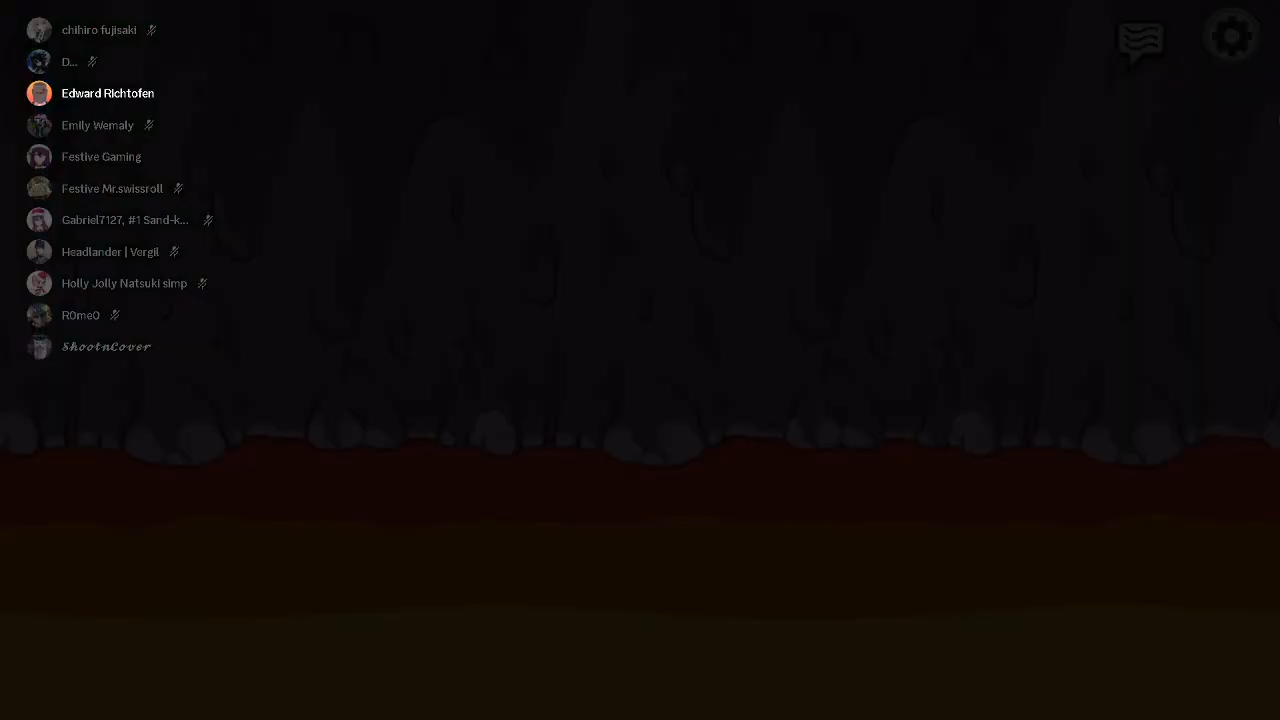 chihiro fujisaki
D...
Edward Richtofen
Emily Wemaly
Festive Gaming
Festive Mr.swissroll
Gabriel7127, #1 Sand-k...
Headlander | Vergil
Holly Jolly Natsuki simp
R0meO
𝓢𝓱𝓸𝓸𝓽𝓷𝓒𝓸𝓿𝓮𝓻